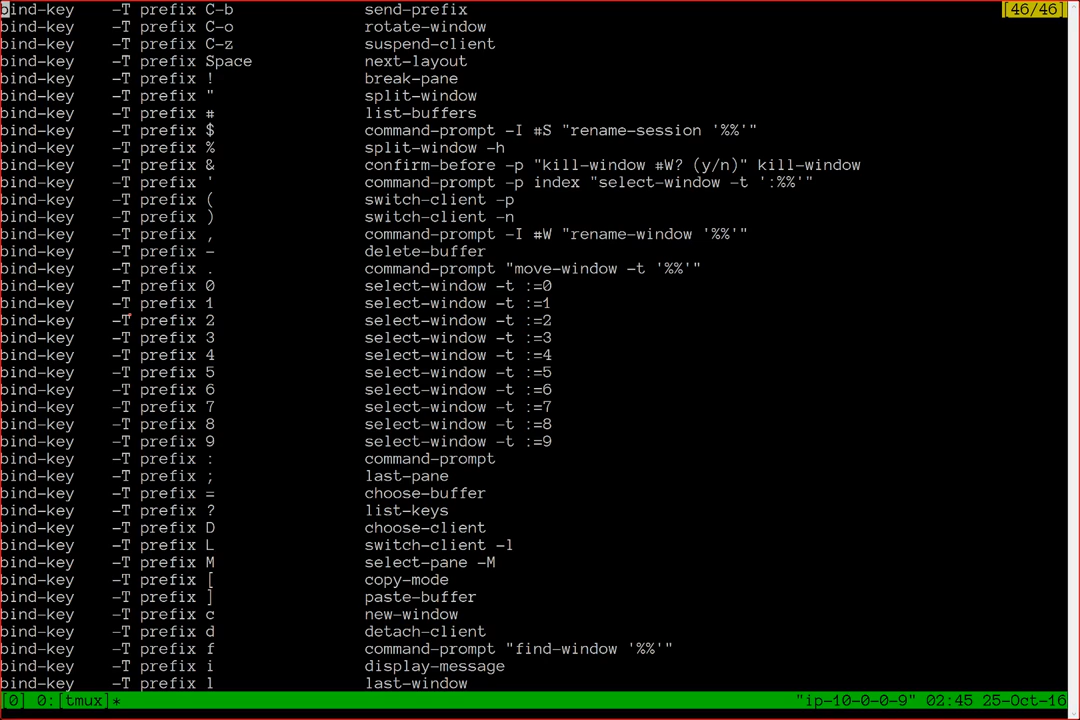 bind-key    -T prefix C-b              send-prefix                                                         [46/46]
bind-key    -T prefix C-o              rotate-window
bind-key    -T prefix C-z              suspend-client
bind-key    -T prefix Space            next-layout
bind-key    -T prefix !                break-pane
bind-key    -T prefix "                split-window
bind-key    -T prefix #                list-buffers
bind-key    -T prefix $                command-prompt -I #S "rename-session '%%'"
bind-key    -T prefix %                split-window -h
bind-key    -T prefix &                confirm-before -p "kill-window #W? (y/n)" kill-window
bind-key    -T prefix '                command-prompt -p index "select-window -t ':%%'"
bind-key    -T prefix (                switch-client -p
bind-key    -T prefix )                switch-client -n
bind-key    -T prefix ,                command-prompt -I #W "rename-window '%%'"
bind-key    -T prefix -                delete-buffer
bind-key    -T prefix .                command-prompt "move-window -t '%%'"
bind-key    -T prefix 0                select-window -t :=0
bind-key    -T prefix 1                select-window -t :=1
bind-key    -T prefix 2                select-window -t :=2
bind-key    -T prefix 3                select-window -t :=3
bind-key    -T prefix 4                select-window -t :=4
bind-key    -T prefix 5                select-window -t :=5
bind-key    -T prefix 6                select-window -t :=6
bind-key    -T prefix 7                select-window -t :=7
bind-key    -T prefix 8                select-window -t :=8
bind-key    -T prefix 9                select-window -t :=9
bind-key    -T prefix :                command-prompt
bind-key    -T prefix ;                last-pane
bind-key    -T prefix =                choose-buffer
bind-key    -T prefix ?                list-keys
bind-key    -T prefix D                choose-client
bind-key    -T prefix L                switch-client -l
bind-key    -T prefix M                select-pane -M
bind-key    -T prefix [                copy-mode
bind-key    -T prefix ]                paste-buffer
bind-key    -T prefix c                new-window
bind-key    -T prefix d                detach-client
bind-key    -T prefix f                command-prompt "find-window '%%'"
bind-key    -T prefix i                display-message
bind-key    -T prefix l                last-window
[0] 0:[tmux]*                                                                        "ip-10-0-0-9" 02:45 25-Oct-16